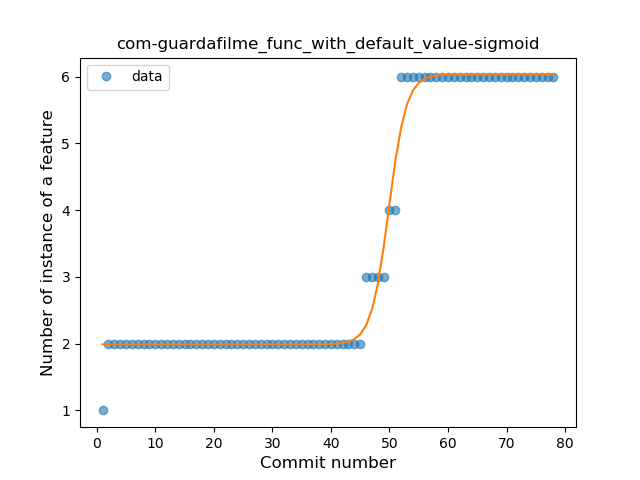 com-guardafilme_func_with_default_value-sigmoid
data
Number of instance of a feature
6
5
4
3
2
1
0 10 20 30 40 50 60 70 80
Commit number